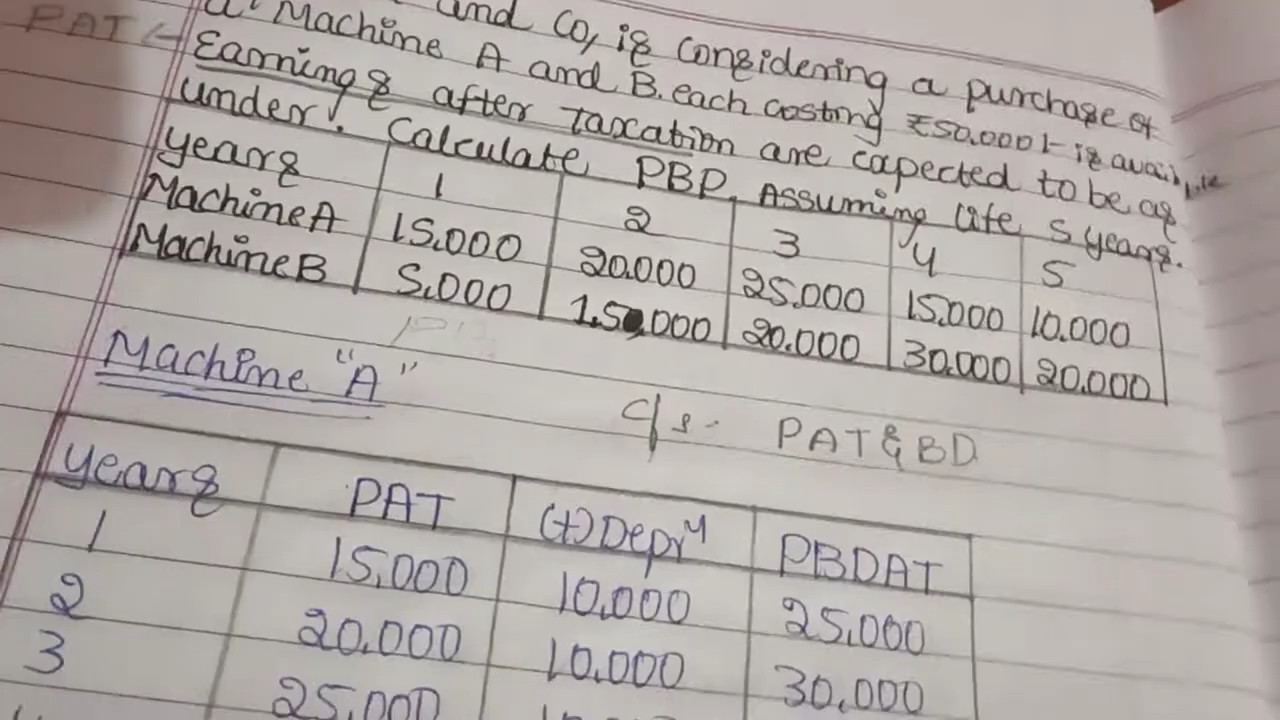 PAT :-
and Co, is considering a purchase of
a Machine A and B. each costing ₹50,000/- is
Earnings after taxation are expected to be as
under! Calculate PBP, Assuming life 5 years.
years 1 2 3 4 5
Machine A 15,000 20,000 25,000 15,000 10,000
Machine B 5,000 15,000 20,000 30,000 20,000
Machine "A"
PAT & BD
years PAT (+) Deprⁿ PBDAT
1 15,000 10,000 25,000
2 20,000 10,000 30,000
3 25,000